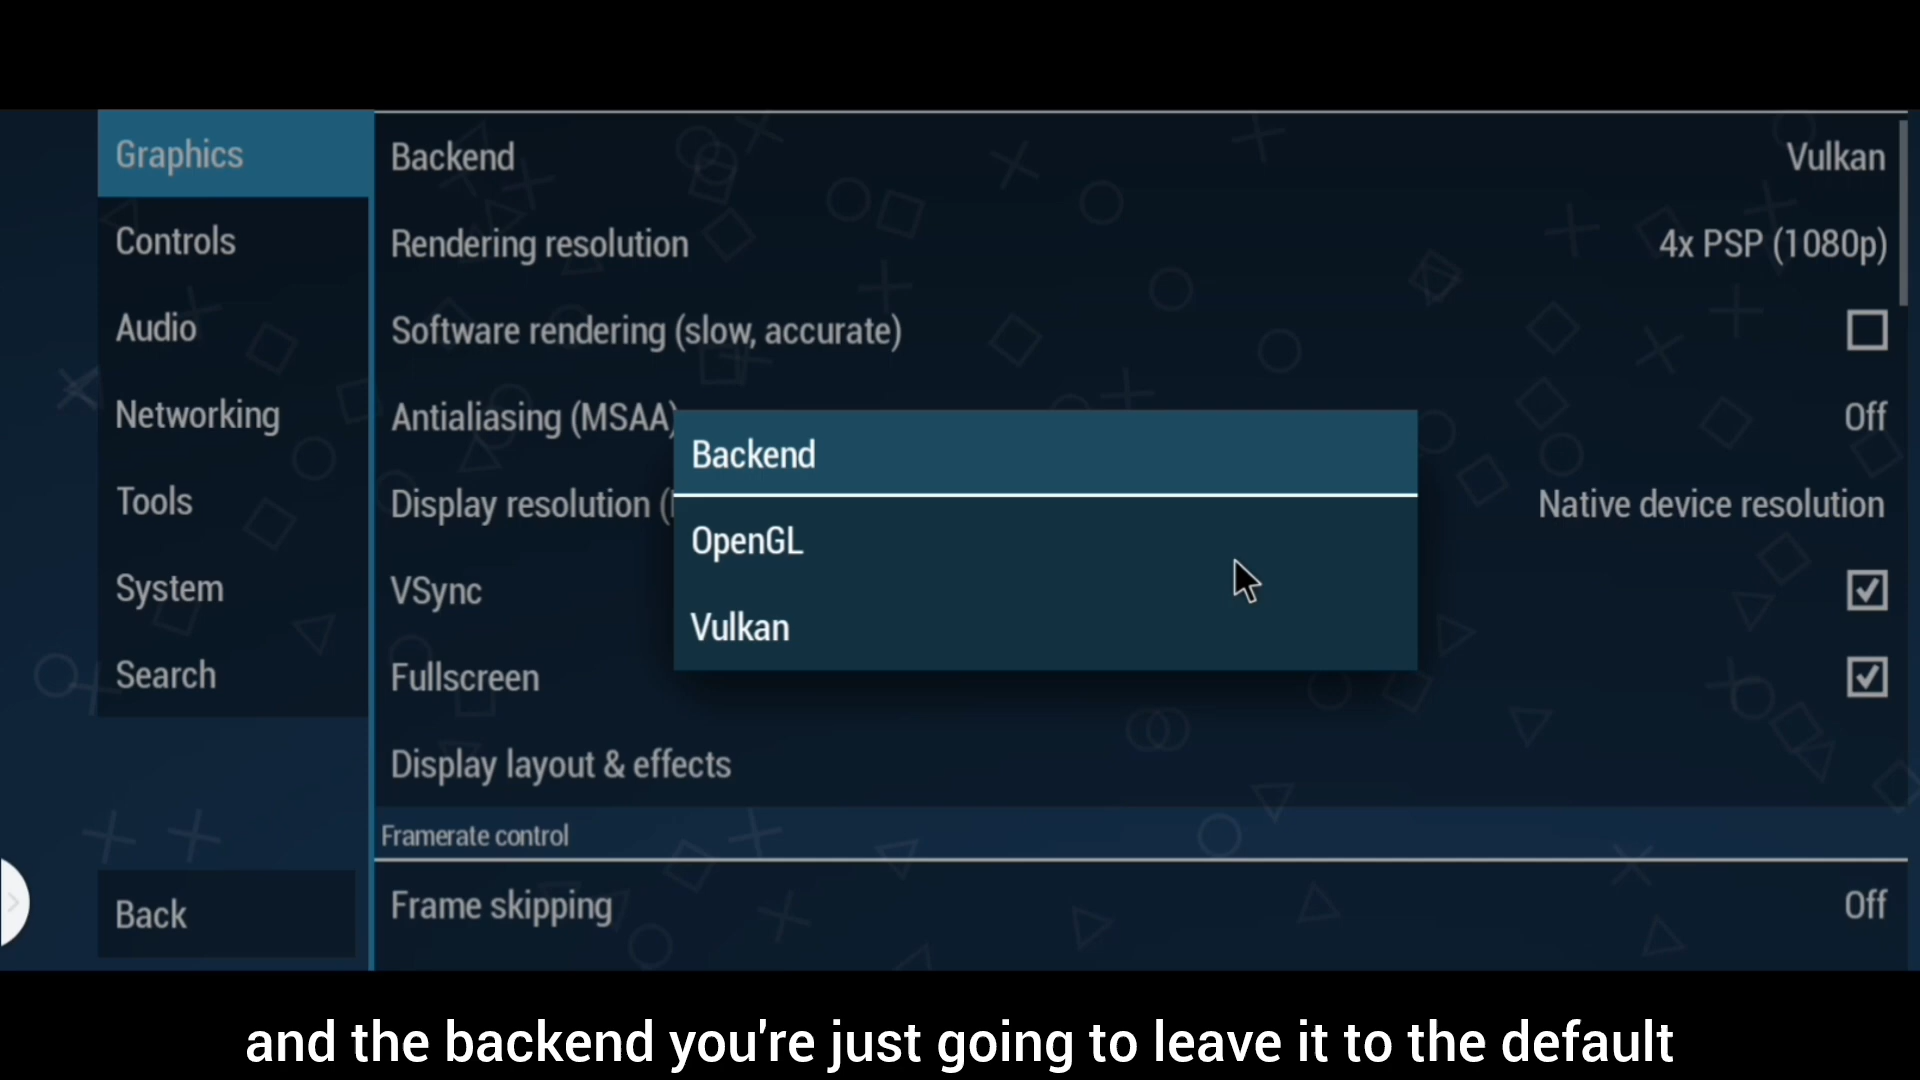 Graphics
Controls
Audio
Networking
Tools
System
Search
Back
Backend Vulkan
Rendering resolution 4x PSP (1080p)
Software rendering (slow, accurate)
Antialiasing (MSAA) Off
Display resolution ( Native device resolution
VSync
Fullscreen
Display layout & effects
Framerate control
Frame skipping Off
Backend
OpenGL
Vulkan
and the backend you're just going to leave it to the default